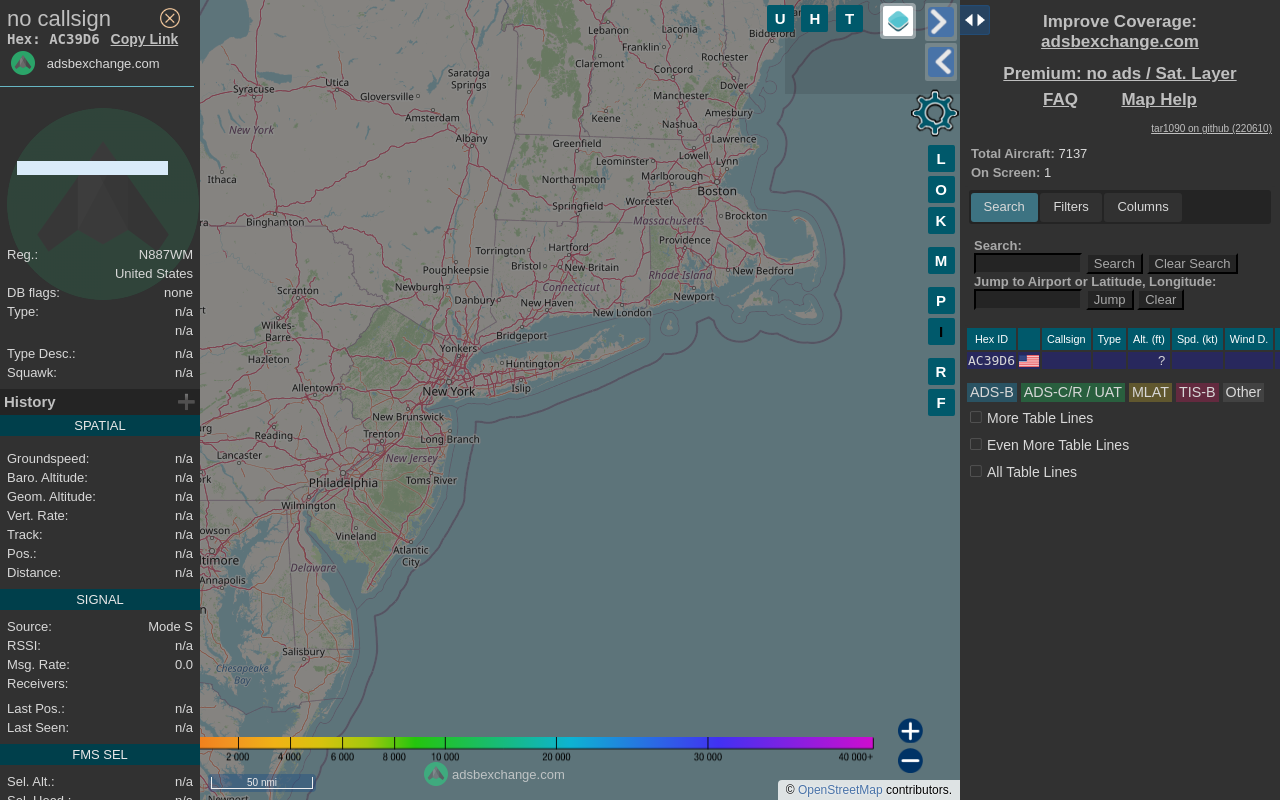 no callsign
Hex: AC39D6 Copy Link
adsbexchange.com
Reg.: N887WM
United States
DB flags: none
Type: n/a
n/a
Type Desc.: n/a
Squawk: n/a
History
SPATIAL
Groundspeed: n/a
Baro. Altitude: n/a
Geom. Altitude: n/a
Vert. Rate: n/a
Track: n/a
Pos.: n/a
Distance: n/a
SIGNAL
Source: Mode S
RSSI: n/a
Msg. Rate: 0.0
Receivers:
Last Pos.: n/a
Last Seen: n/a
FMS SEL
Sel. Alt.: n/a
U H T
L
O
K
M
P
I
R
F
Lebanon
Laconia
Franklin
Claremont
Rochester
Concord
Dover
Saratoga
Springs
Utica
Syracuse
Gloversville
Manchester
Amesbury
Keene
Nashua
Amsterdam
New York
Albany
Lawrence
Greenfield
Lowell
Lynn
Leominster
Marlborough
Northampton
Ithaca
Boston
Worcester
Springfield
Brockton
Massachusetts
Binghamton
Providence
Hartford
Torrington
Bristol
New Britain
Poughkeepsie
New Bedford
Rhode Island
Connecticut
Newburgh
Scranton
Danbury
New Haven
Newport
New London
Wilkes-
Barre
Bridgeport
Yonkers
Hazleton
Huntington
Allentown
New York
Islip
New Brunswick
Reading
Trenton
Long Branch
Lancaster
New Jersey
Philadelphia
Toms River
Wilmington
Vineland
Atlantic
City
Delaware
Annapolis
Salisbury
Chesapeake
Bay
2 000 4 000 6 000 8 000 10 000 20 000 30 000 40 000+
adsbexchange.com
50 nmi
© OpenStreetMap contributors.
Improve Coverage:
adsbexchange.com
Premium: no ads / Sat. Layer
FAQ Map Help
tar1090 on github (220610)
Total Aircraft: 7137
On Screen: 1
Search Filters Columns
Search:
Search Clear Search
Jump to Airport or Latitude, Longitude:
Jump Clear
Hex ID Callsign Type Alt. (ft) Spd. (kt) Wind D.
AC39D6 ?
ADS-B ADS-C/R / UAT MLAT TIS-B Other
More Table Lines
Even More Table Lines
All Table Lines